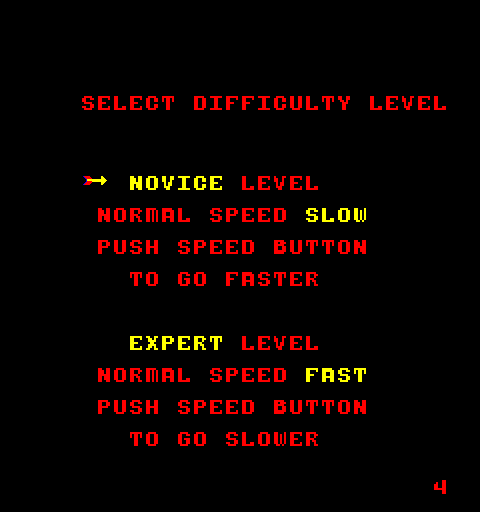 SELECT DIFFICULTY LEVEL
NOVICE LEVEL
NORMAL SPEED SLOW
PUSH SPEED BUTTON
TO GO FASTER
EXPERT LEVEL
NORMAL SPEED FAST
PUSH SPEED BUTTON
TO GO SLOWER
4